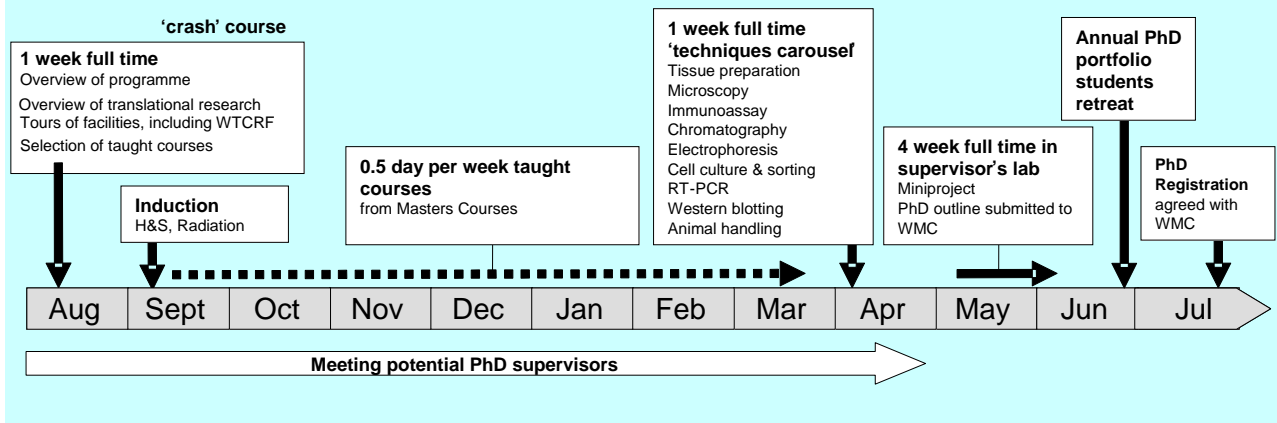 'crash' course
1 week full time
Overview of programme
Overview of translational research
Tours of facilities, including WTCRF
Selection of taught courses
Induction
H&S, Radiation
0.5 day per week taught
courses
from Masters Courses
1 week full time
'techniques carousel'
Tissue preparation
Microscopy
Immunoassay
Chromatography
Electrophoresis
Cell culture & sorting
RT-PCR
Western blotting
Animal handling
4 week full time in
supervisor's lab
Miniproject
PhD outline submitted to
WMC
Annual PhD
portfolio
students
retreat
PhD
Registration
agreed with
WMC
Aug Sept Oct Nov Dec Jan Feb Mar Apr May Jun Jul
Meeting potential PhD supervisors